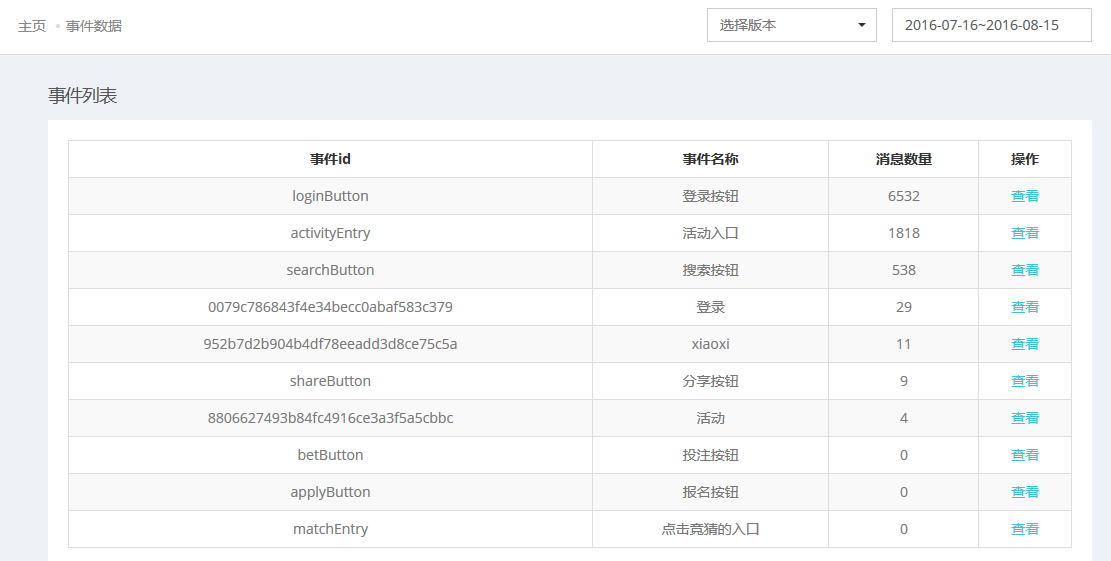 主页 事件数据 选择版本 2016-07-16~2016-08-15
事件列表
事件id 事件名称 消息数量 操作
loginButton 登录按钮 6532 查看
activityEntry 活动入口 1818 查看
searchButton 搜索按钮 538 查看
0079c786843f4e34becc0abaf583c379 登录 29 查看
952b7d2b904b4df78eeadd3d8ce75c5a xiaoxi 11 查看
shareButton 分享按钮 9 查看
8806627493b84fc4916ce3a3f5a5cbbc 活动 4 查看
betButton 投注按钮 0 查看
applyButton 报名按钮 0 查看
matchEntry 点击竞猜的入口 0 查看